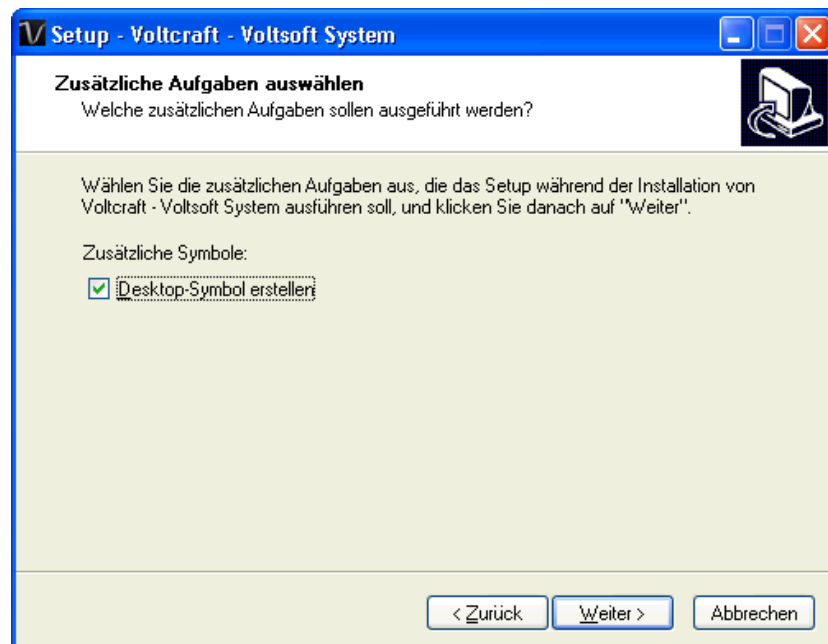 Setup - Voltcraft - Voltsoft System
Zusätzliche Aufgaben auswählen
Welche zusätzlichen Aufgaben sollen ausgeführt werden?
Wählen Sie die zusätzlichen Aufgaben aus, die das Setup während der Installation von
Voltcraft - Voltsoft System ausführen soll, und klicken Sie danach auf "Weiter".
Zusätzliche Symbole:
Desktop-Symbol erstellen
< Zurück Weiter > Abbrechen